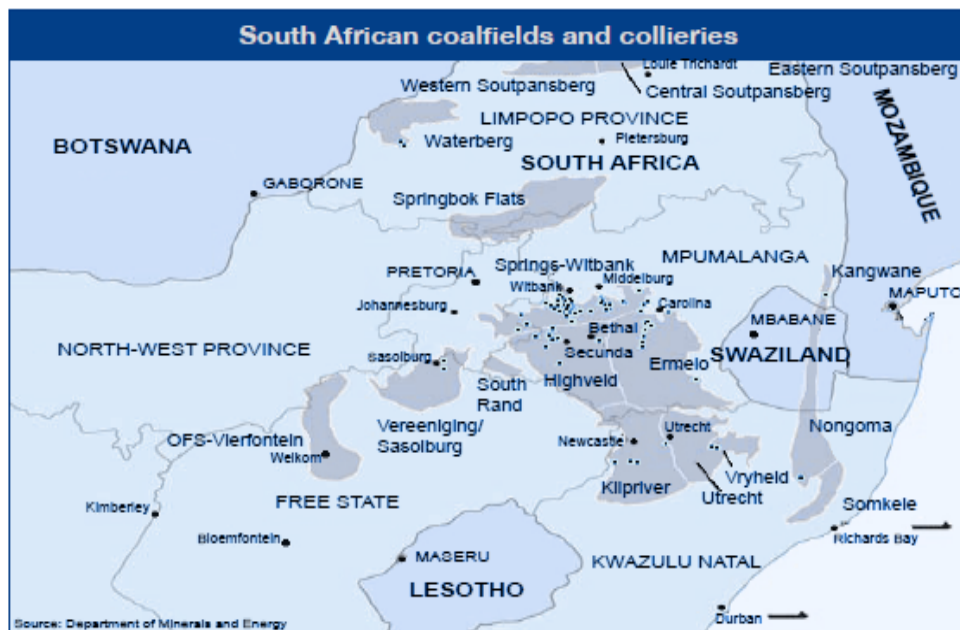 South African coalfields and collieries
Louie Trichardt
Eastern Soutpansberg
Western Soutpansberg
Central Soutpansberg
LIMPOPO PROVINCE
MOZAMBIQUE
BOTSWANA
Waterberg
Pietersburg
SOUTH AFRICA
GABORONE
Springbok Flats
MPUMALANGA
Springs-Witbank
Kangwane
PRETORIA
Witbank
Middelburg
MAPUTO
Johannesburg
Carolina
MBABANE
Bethal
NORTH-WEST PROVINCE
Sasolburg
Secunda
Ermelo
SWAZILAND
South
Rand
Highveld
Vereeniging/
Sasolburg
Nongoma
OFS-Vierfontein
Welkom
Newcastle
Utrecht
Vryheid
Klipriver
Utrecht
FREE STATE
Somkele
Kimberley
Bloemfontein
Richards Bay
MASERU
KWAZULU NATAL
LESOTHO
Durban
Source: Department of Minerals and Energy